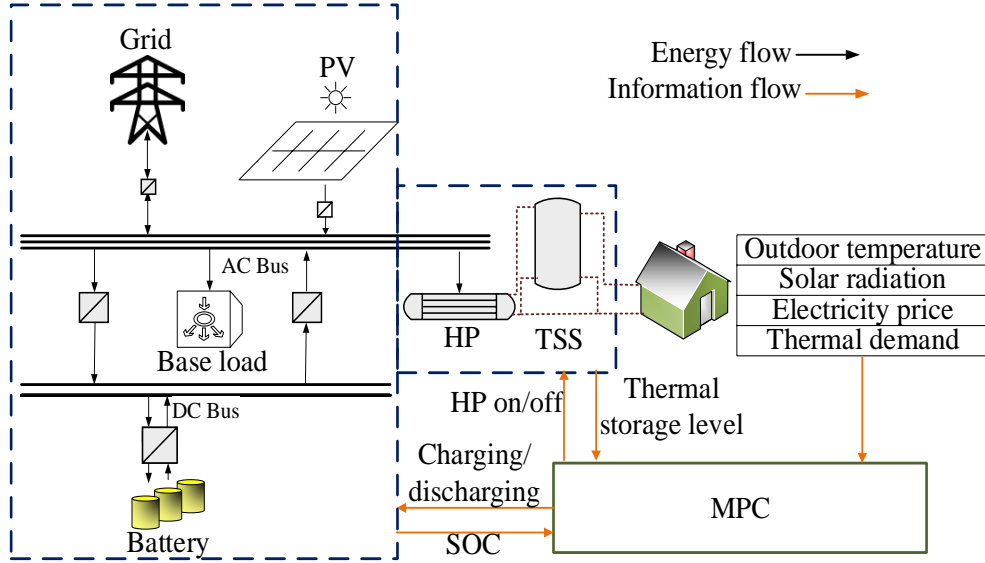 Grid
PV
Energy flow
Information flow
AC Bus
Base load
HP
TSS
Outdoor temperature
Solar radiation
Electricity price
Thermal demand
DC Bus
Battery
HP on/off
Thermal
storage level
Charging/
discharging
SOC
MPC